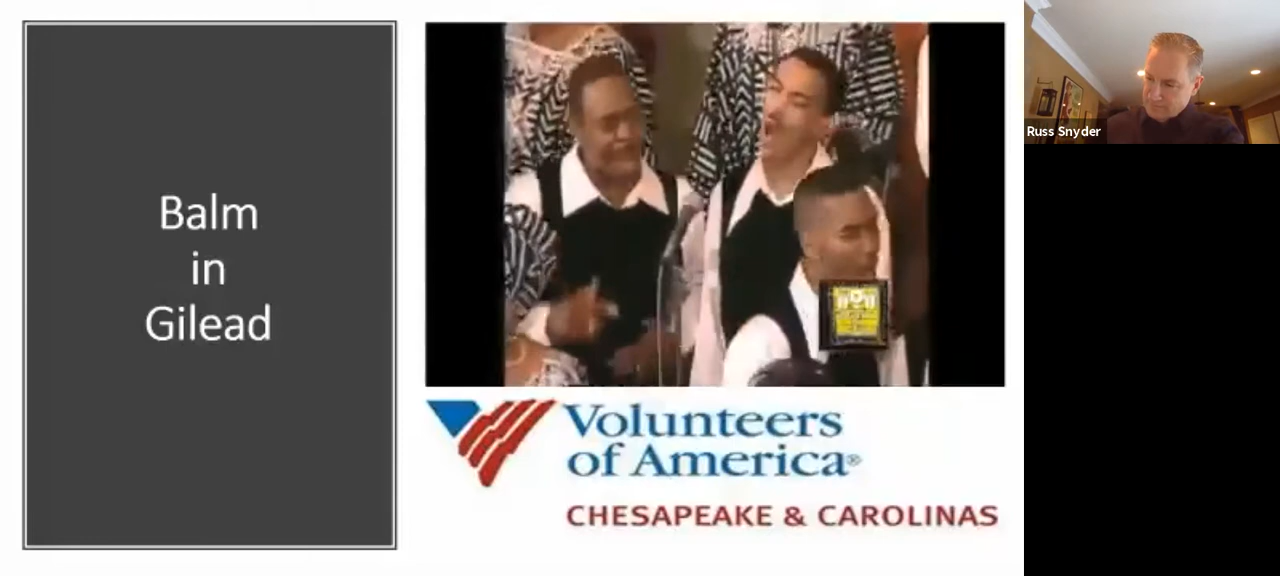 Balm
in
Gilead
Volunteers
of America®
CHESAPEAKE & CAROLINAS
Russ Snyder